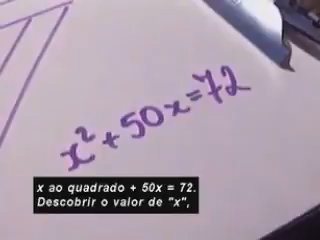 x² + 50x = 72
x ao quadrado + 50x = 72.
Descobrir o valor de "x",